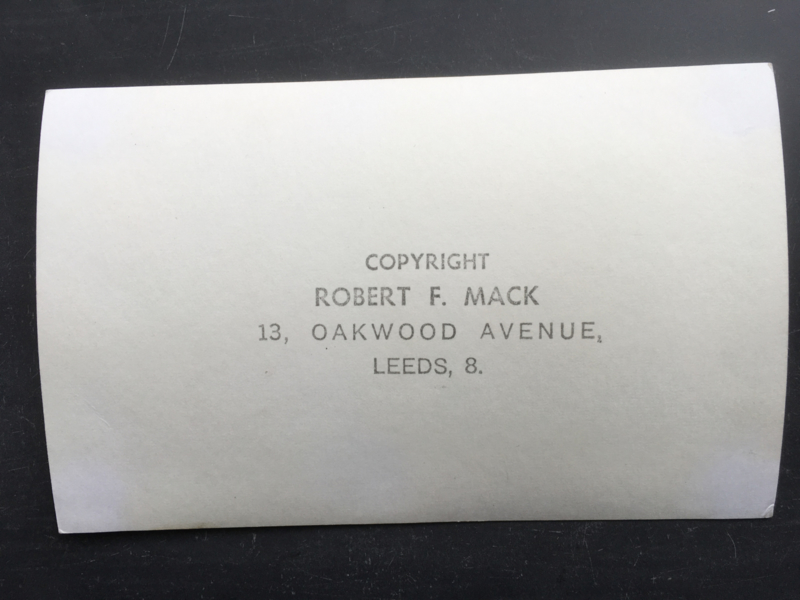 COPYRIGHT
ROBERT F. MACK
13, OAKWOOD AVENUE,
LEEDS, 8.